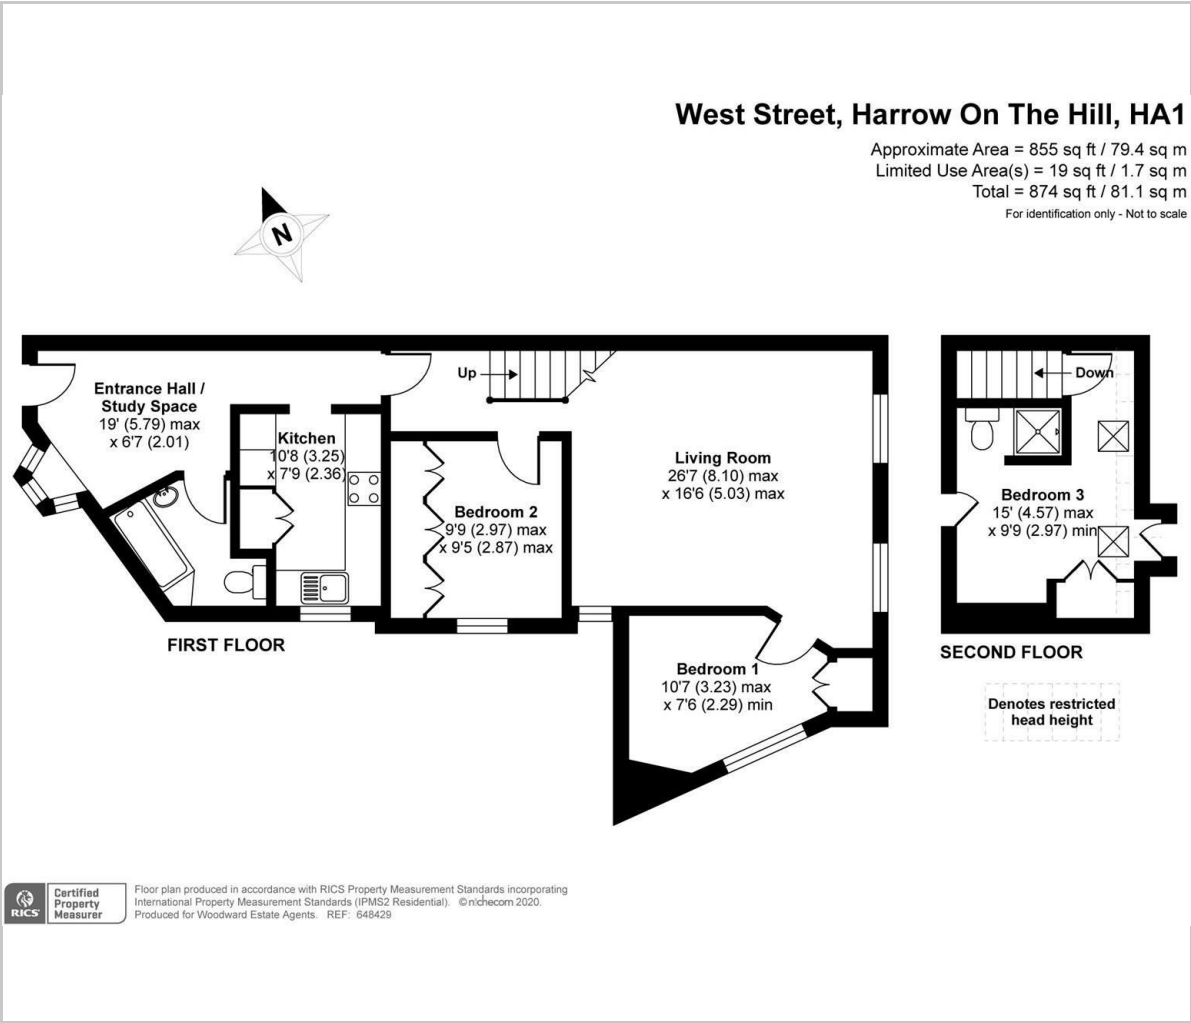 West Street, Harrow On The Hill, HA1
Approximate Area = 855 sq ft / 79.4 sq m
Limited Use Area(s) = 19 sq ft / 1.7 sq m
Total = 874 sq ft / 81.1 sq m
For identification only - Not to scale
N
Entrance Hall /
Study Space
19' (5.79) max
x 6'7 (2.01)
Kitchen
10'8 (3.25)
x 7'9 (2.36)
Up
Bedroom 2
9'9 (2.97) max
x 9'5 (2.87) max
Living Room
26'7 (8.10) max
x 16'6 (5.03) max
Bedroom 1
10'7 (3.23) max
x 7'6 (2.29) min
FIRST FLOOR
Down
Bedroom 3
15' (4.57) max
x 9'9 (2.97) min
SECOND FLOOR
Denotes restricted
head height
RICS
Certified
Property
Measurer
Floor plan produced in accordance with RICS Property Measurement Standards incorporating
International Property Measurement Standards (IPMS2 Residential). © nichecom 2020.
Produced for Woodward Estate Agents. REF: 648429